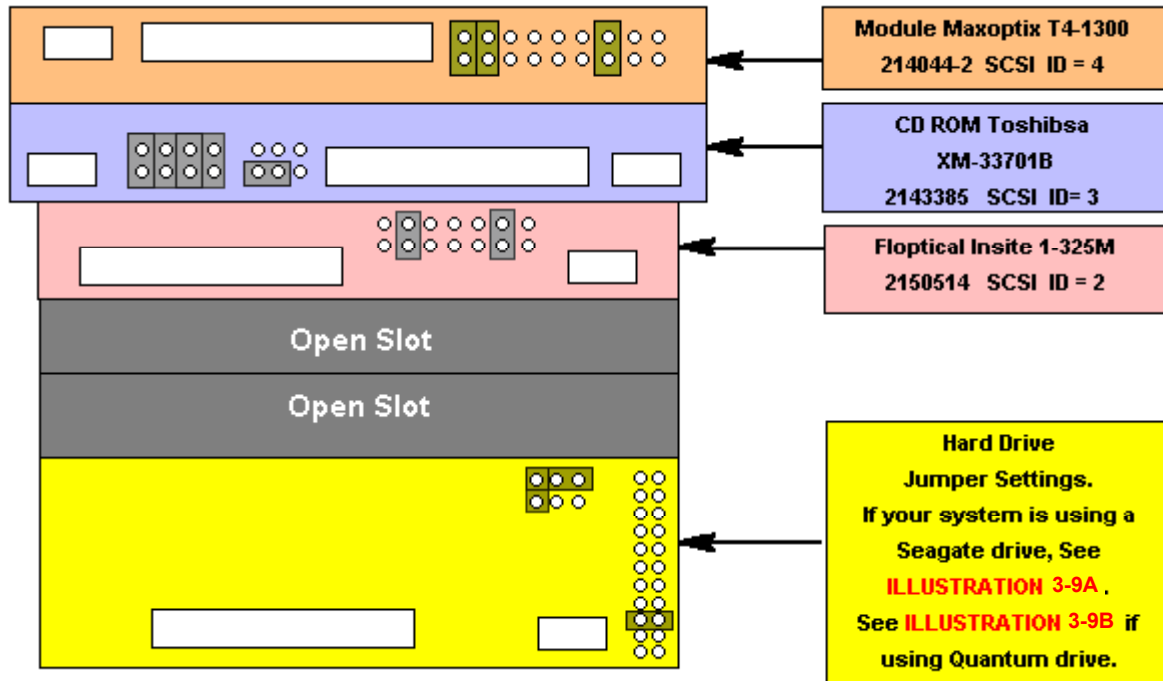 Module Maxoptix T4-1300
214044-2 SCSI ID = 4
CD ROM Toshibsa
XM-33701B
2143385 SCSI ID= 3
Floptical Insite 1-325M
2150514 SCSI ID = 2
Open Slot
Open Slot
Hard Drive
Jumper Settings.
If your system is using a
Seagate drive, See
ILLUSTRATION 3-9A .
See ILLUSTRATION 3-9B if
using Quantum drive.